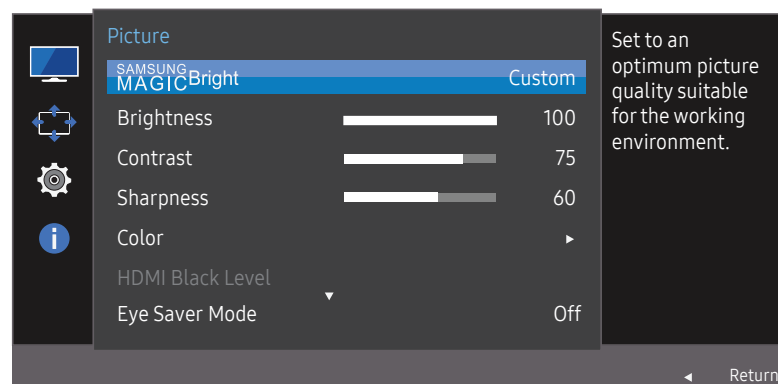 Picture
SAMSUNG
MAGICBright Custom
Brightness 100
Contrast 75
Sharpness 60
Color ►
HDMI Black Level
▼
Eye Saver Mode Off
Set to an
optimum picture
quality suitable
for the working
environment.
◄ Return